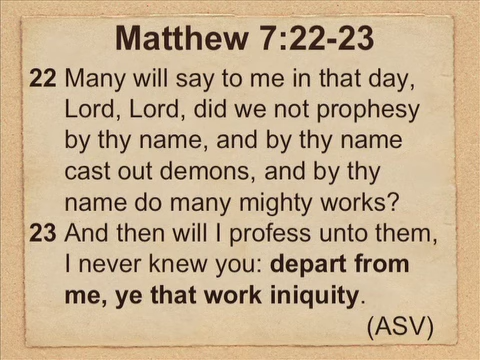 Matthew 7:22-23
22 Many will say to me in that day,
Lord, Lord, did we not prophesy
by thy name, and by thy name
cast out demons, and by thy
name do many mighty works?
23 And then will I profess unto them,
I never knew you: depart from
me, ye that work iniquity.
(ASV)